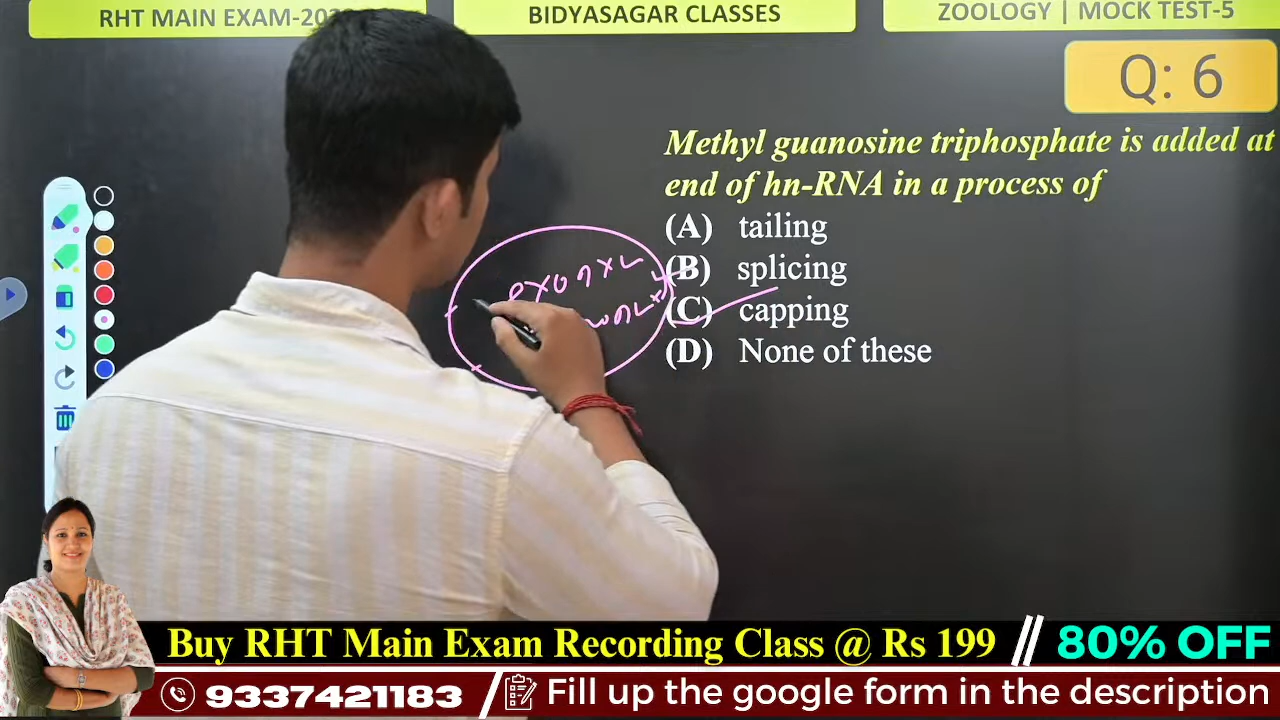 RHT MAIN EXAM-20
BIDYASAGAR CLASSES
ZOOLOGY | MOCK TEST-5
Q: 6
Methyl guanosine triphosphate is added at
end of hn-RNA in a process of
(A) tailing
(B) splicing
(C) capping
(D) None of these
Buy RHT Main Exam Recording Class @ Rs 199 // 80% OFF
9337421183 / Fill up the google form in the description